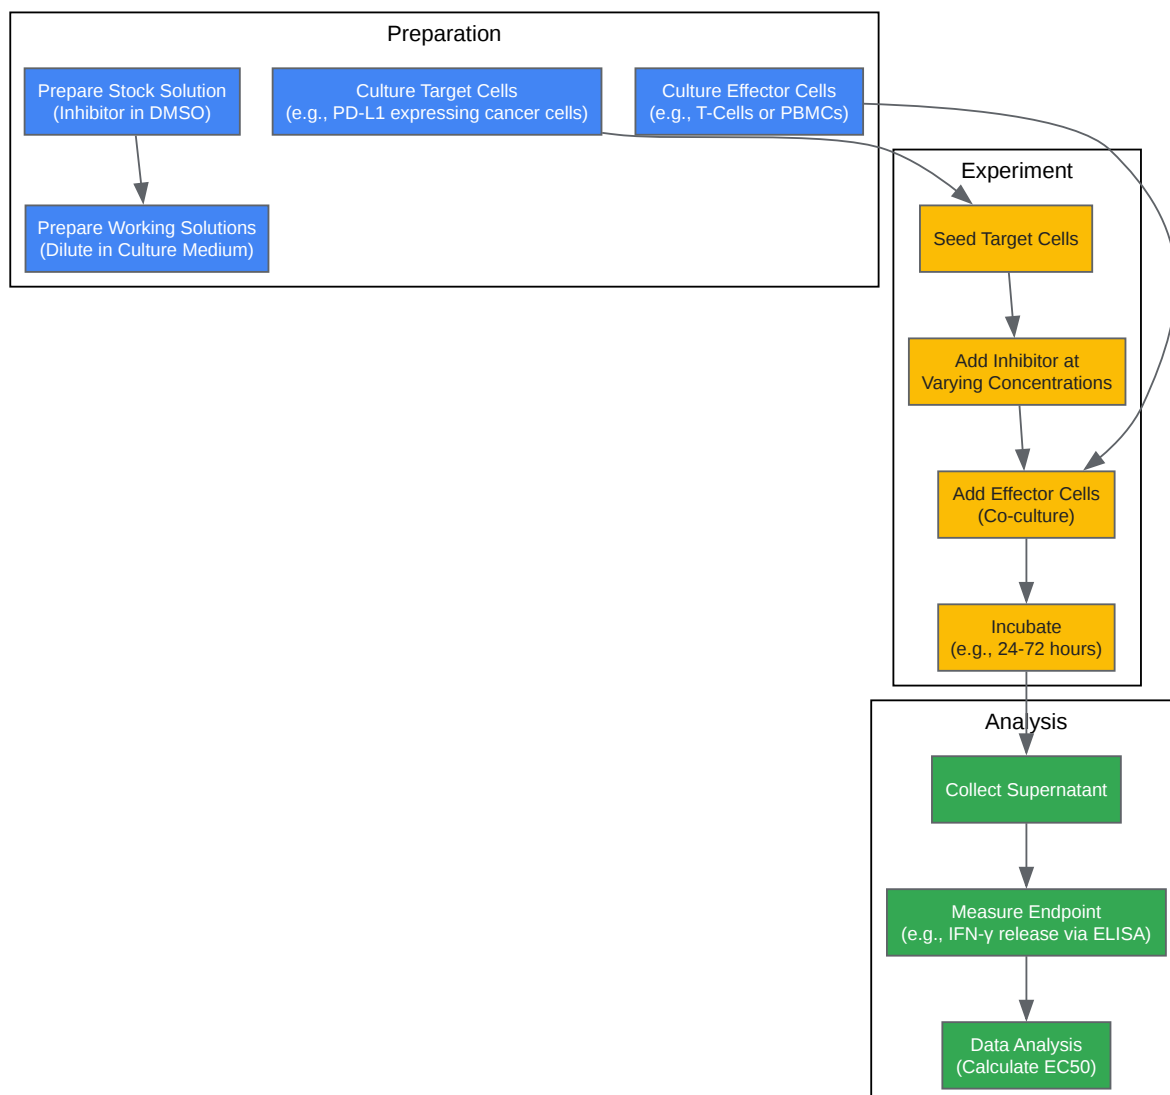 Preparation
Prepare Stock Solution
(Inhibitor in DMSO)
Culture Target Cells
(e.g., PD-L1 expressing cancer cells)
Culture Effector Cells
(e.g., T-Cells or PBMCs)
Prepare Working Solutions
(Dilute in Culture Medium)
Experiment
Seed Target Cells
Add Inhibitor at
Varying Concentrations
Add Effector Cells
(Co-culture)
Incubate
(e.g., 24-72 hours)
Analysis
Collect Supernatant
Measure Endpoint
(e.g., IFN-γ release via ELISA)
Data Analysis
(Calculate EC50)